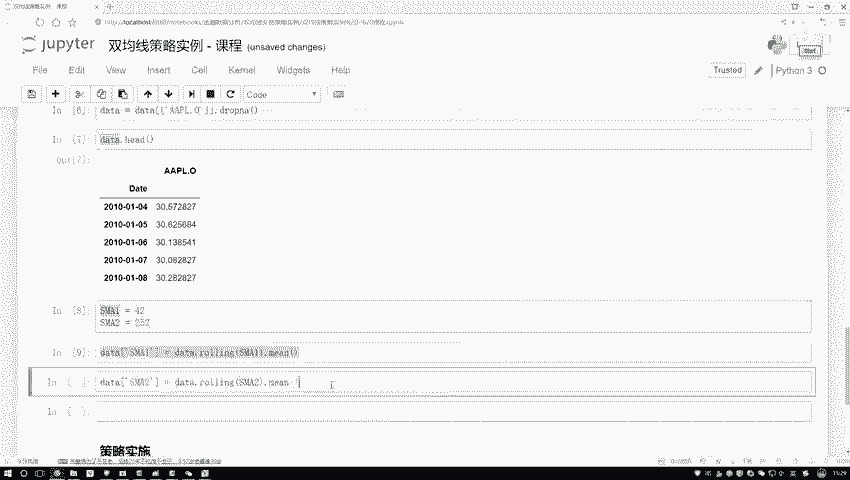 双均线策略实例 - 课程
jupyter 双均线策略实例 - 课程 (unsaved changes)
File Edit View Insert Cell Kernel Widgets Help
Trusted Python 3
Code
In [6]: data = data[['AAPL.O']].dropna()
In [7]: data.head()
Out[7]:
AAPL.O
Date
2010-01-04 30.572827
2010-01-05 30.625684
2010-01-06 30.138541
2010-01-07 30.082827
2010-01-08 30.282827
In [8]: SMA1 = 42
SMA2 = 252
In [9]: data['SMA1'] = data.rolling(SMA1).mean()
In [ ]: data['SMA2'] = data.rolling(SMA2).mean
In [ ]:
策略实施